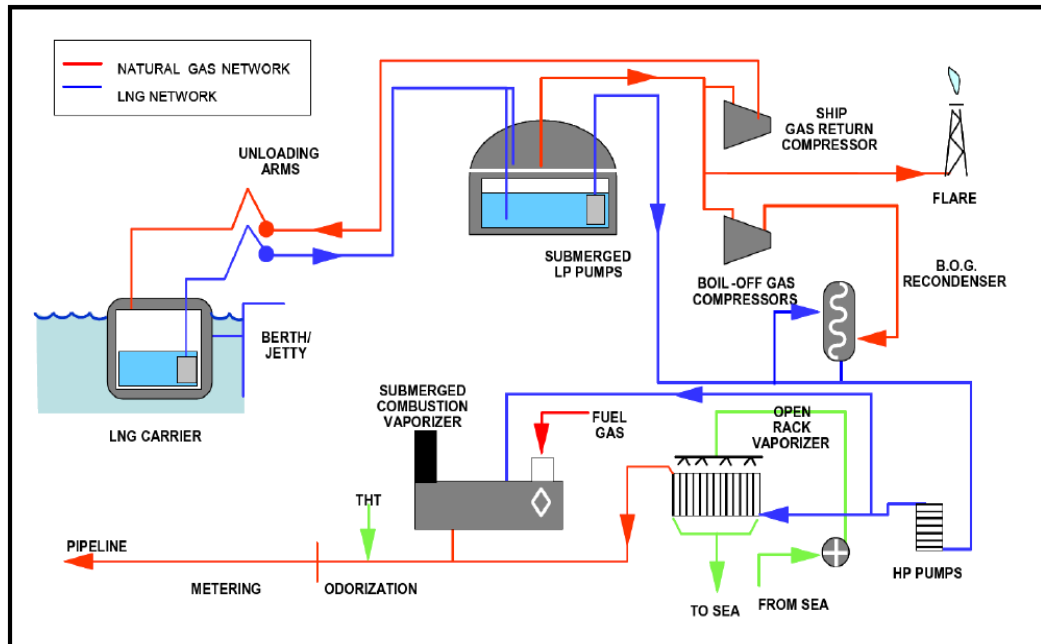 NATURAL GAS NETWORK
LNG NETWORK
UNLOADING
ARMS
SHIP
GAS RETURN
COMPRESSOR
FLARE
SUBMERGED
LP PUMPS
BOIL-OFF GAS
COMPRESSORS
B.O.G.
RECONDENSER
BERTH/
JETTY
LNG CARRIER
SUBMERGED
COMBUSTION
VAPORIZER
FUEL
GAS
OPEN
RACK
VAPORIZER
THT
PIPELINE
METERING
ODORIZATION
TO SEA
FROM SEA
HP PUMPS